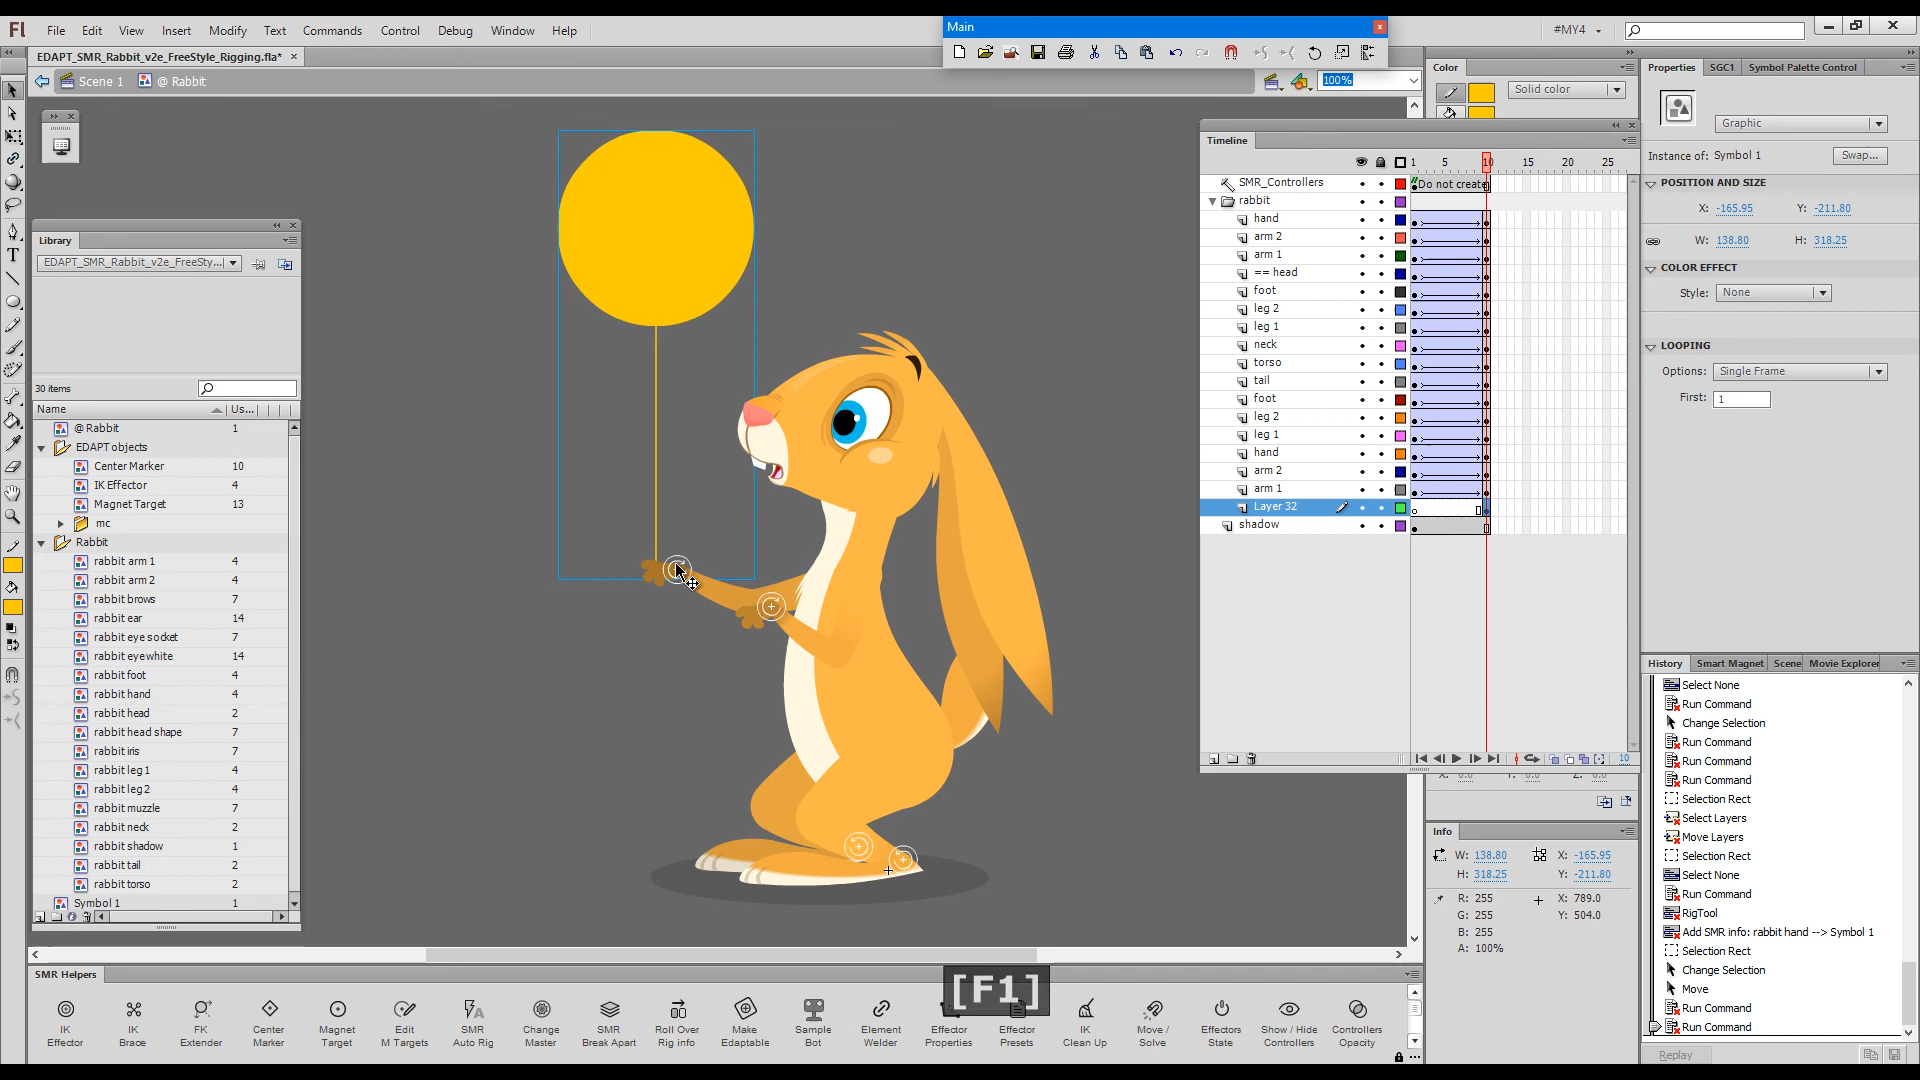 Main
Fl File Edit View Insert Modify Text Commands Control Debug Window Help
#MY4
EDAPT_SMR_Rabbit_v2e_FreeStyle_Rigging.fla* ×
Scene 1 @ Rabbit
100%
Color
Solid color
Properties SGC1 Symbol Palette Control
Graphic
Instance of: Symbol 1 Swap...
POSITION AND SIZE
X: -165.95 Y: -211.80
W: 138.80 H: 318.25
COLOR EFFECT
Style: None
LOOPING
Options: Single Frame
First: 1
Timeline
1 5 10 15 20 25
SMR_Controllers Do not create
rabbit
hand
arm 2
arm 1
== head
foot
leg 2
leg 1
neck
torso
tail
foot
leg 2
leg 1
hand
arm 2
arm 1
Layer 32
shadow
10
Library
EDAPT_SMR_Rabbit_v2e_FreeSty...
30 items
Name Us...
@ Rabbit 1
EDAPT objects
Center Marker 10
IK Effector 4
Magnet Target 13
mc
Rabbit
rabbit arm 1 4
rabbit arm 2 4
rabbit brows 7
rabbit ear 14
rabbit eye socket 7
rabbit eyewhite 14
rabbit foot 4
rabbit hand 4
rabbit head 2
rabbit head shape 7
rabbit iris 7
rabbit leg 1 4
rabbit leg 2 4
rabbit muzzle 7
rabbit neck 2
rabbit shadow 1
rabbit tail 2
rabbit torso 2
Symbol 1 1
History Smart Magnet Scene Movie Explorer
Select None
Run Command
Change Selection
Run Command
Run Command
Run Command
Selection Rect
Select Layers
Move Layers
Selection Rect
Select None
Run Command
RigTool
Add SMR info: rabbit hand --> Symbol 1
Selection Rect
Change Selection
Move
Run Command
Run Command
Replay
X: 0.0 Y: 0.0 Z: 0.0
Info
W: 138.80 X: -165.95
H: 318.25 Y: -211.80
R: 255 X: 789.0
G: 255 Y: 504.0
B: 255
A: 100%
SMR Helpers
[F1]
IK Effector
IK Brace
FK Extender
Center Marker
Magnet Target
Edit M Targets
SMR Auto Rig
Change Master
SMR Break Apart
Roll Over Rig info
Make Adaptable
Sample Bot
Element Welder
Effector Properties
Effector Presets
IK Clean Up
Move / Solve
Effectors State
Show / Hide Controllers
Controllers Opacity